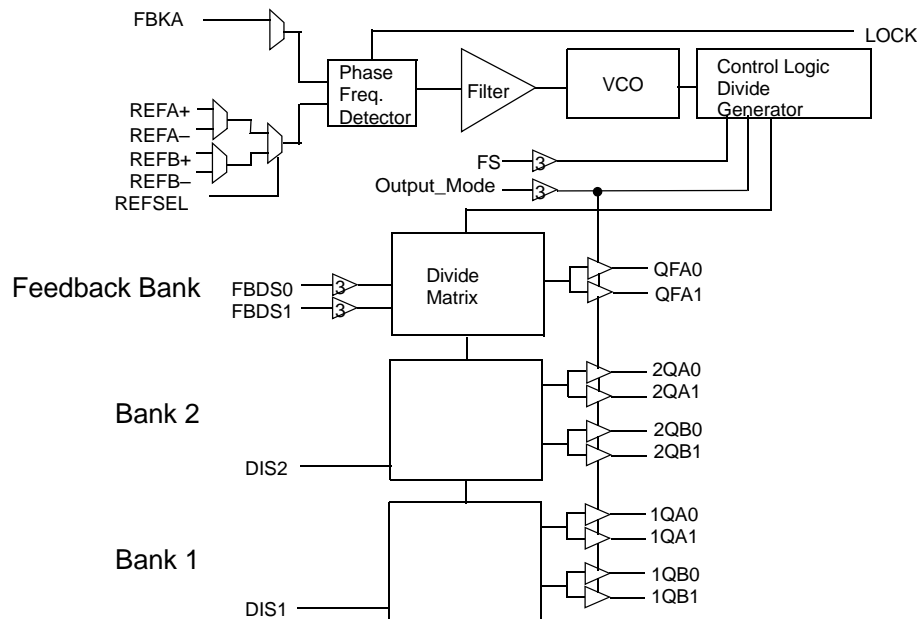 FBKA
LOCK
Phase
Freq.
Detector
Filter
VCO
Control Logic
Divide
Generator
REFA+
REFA–
REFB+
REFB–
REFSEL
FS
3
Output_Mode
3
Feedback Bank
FBDS0
3
FBDS1
3
Divide
Matrix
QFA0
QFA1
Bank 2
2QA0
2QA1
2QB0
2QB1
DIS2
Bank 1
1QA0
1QA1
1QB0
1QB1
DIS1